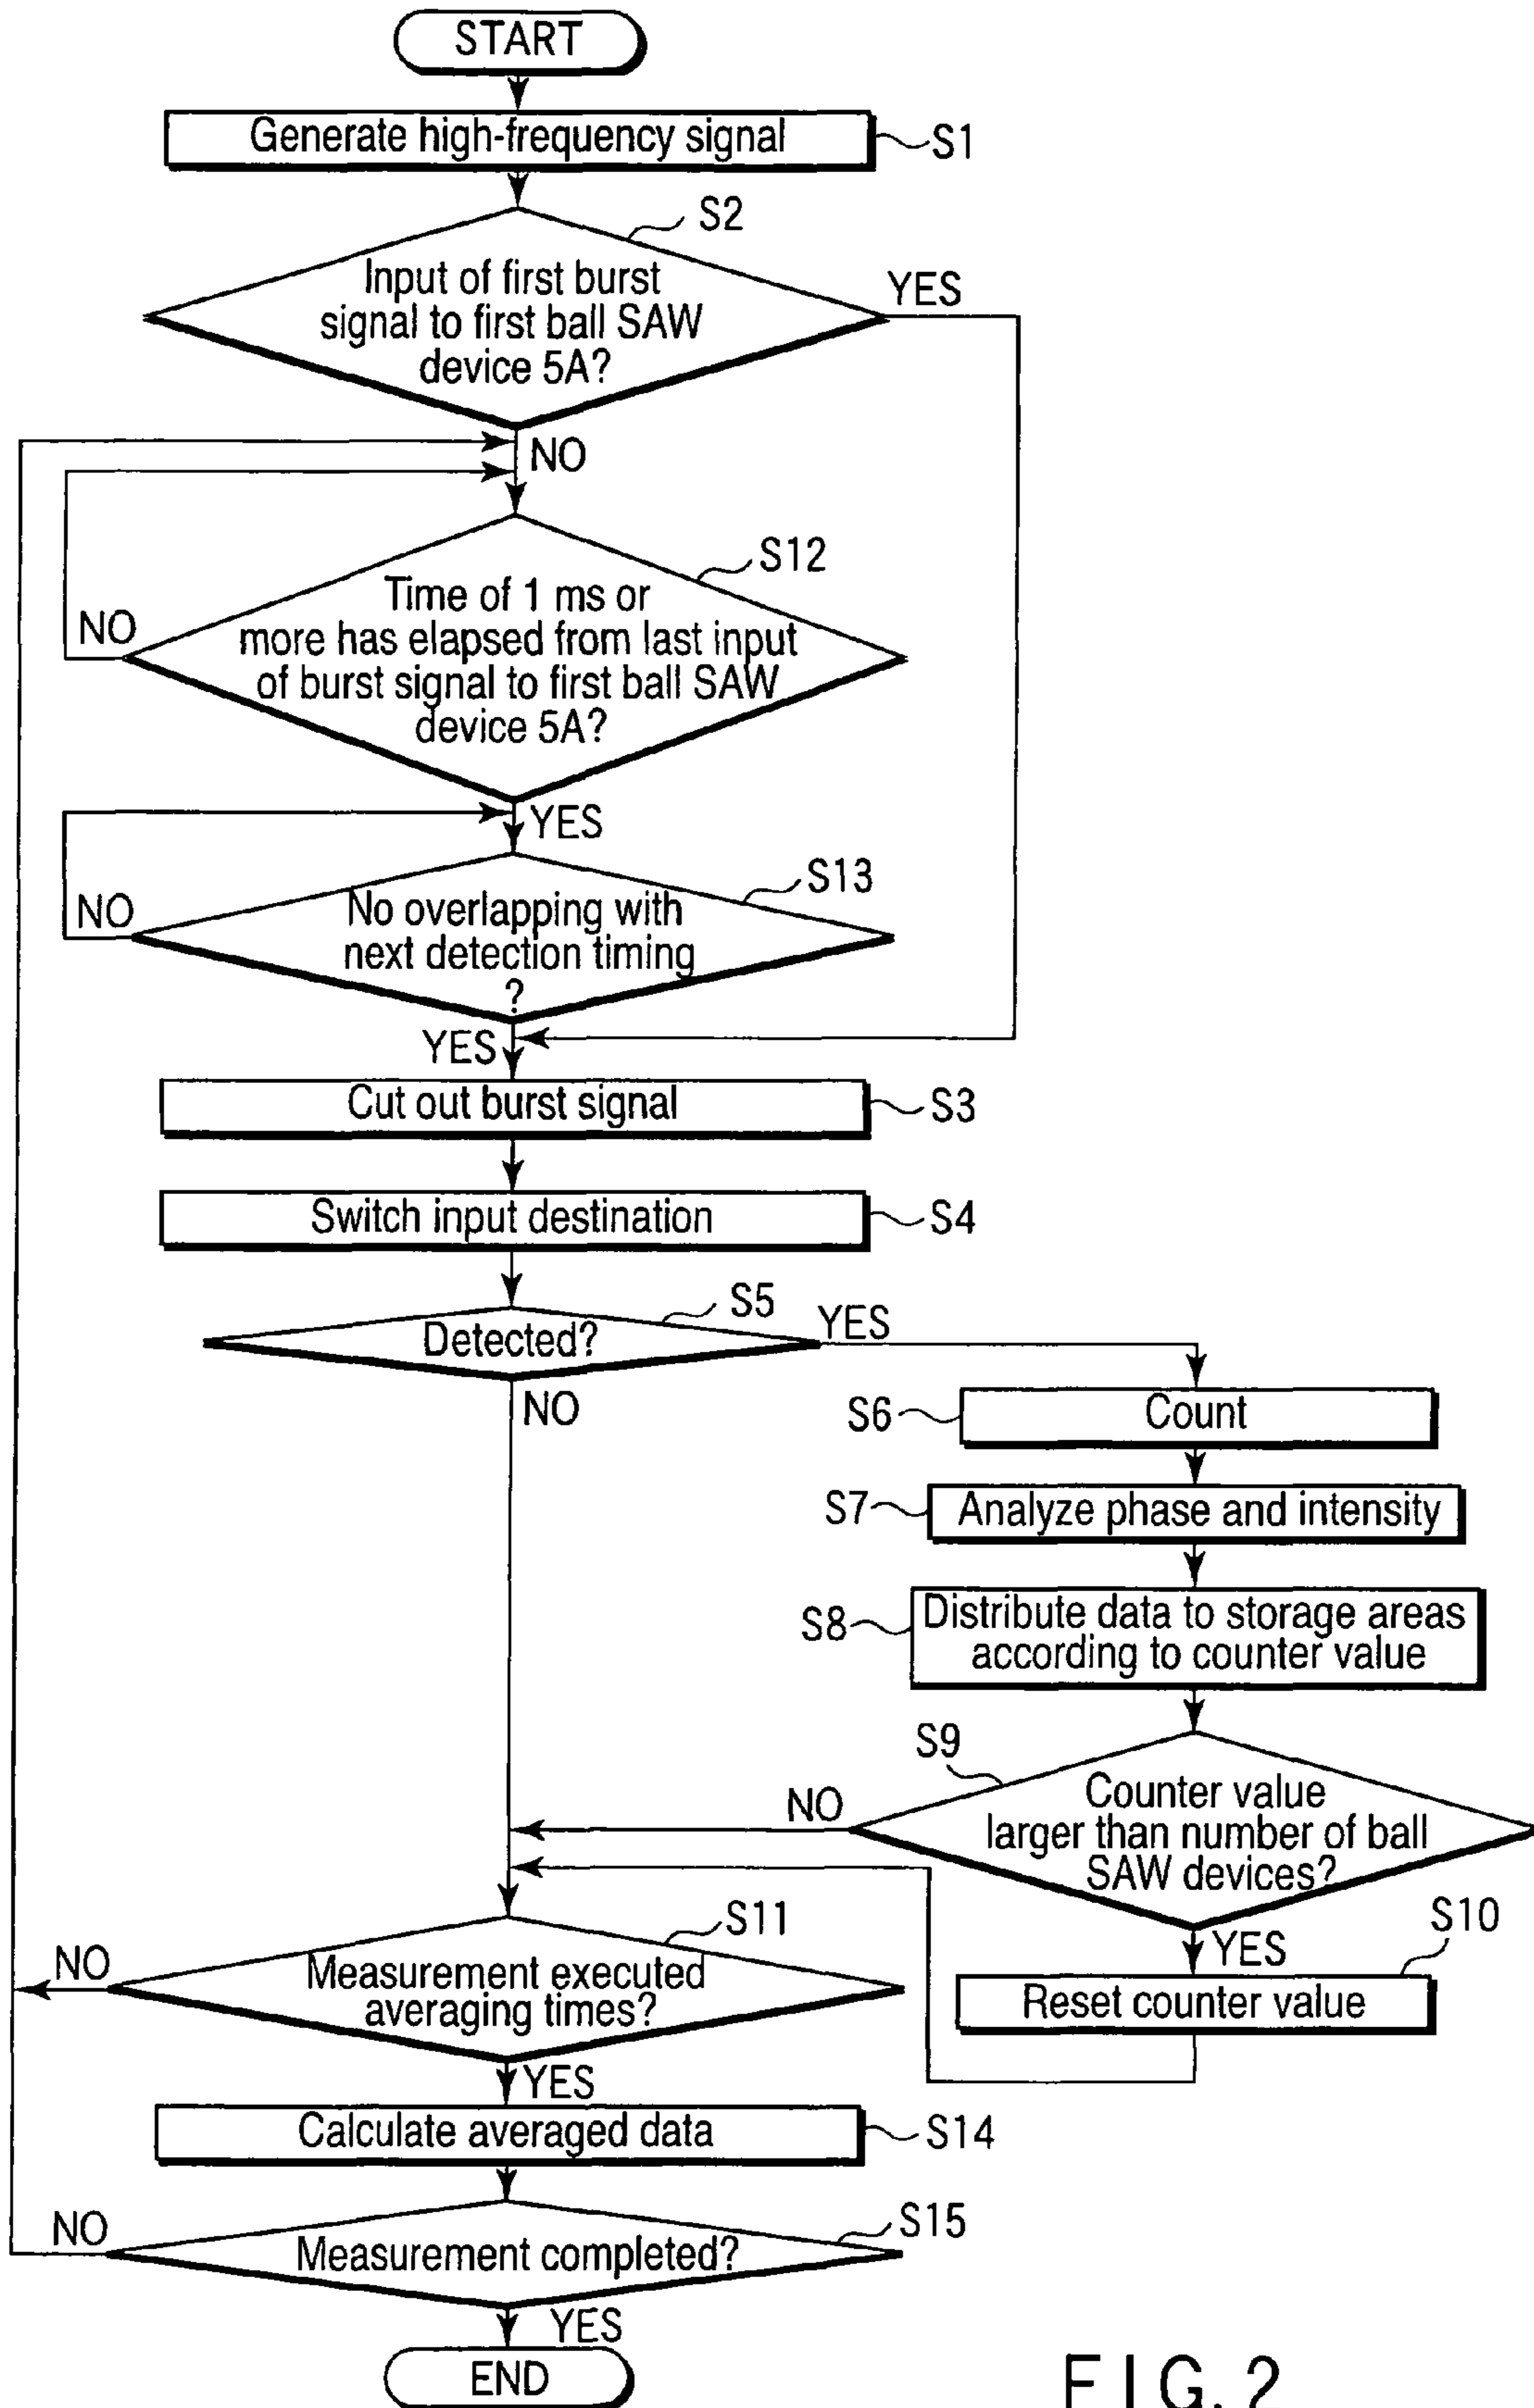 START
Generate high-frequency signal
S1
S2
Input of first burst
signal to first ball SAW
device 5A?
YES
NO
S12
Time of 1 ms or
more has elapsed from last input
of burst signal to first ball SAW
device 5A?
NO
YES
S13
No overlapping with
next detection timing
?
NO
YES
Cut out burst signal
S3
Switch input destination
S4
S5
Detected?
YES
NO
S6
Count
S7
Analyze phase and intensity
S8
Distribute data to storage areas
according to counter value
S9
Counter value
larger than number of ball
SAW devices?
NO
YES
S10
Reset counter value
S11
Measurement executed
averaging times?
NO
YES
Calculate averaged data
S14
S15
Measurement completed?
NO
YES
END
FIG. 2